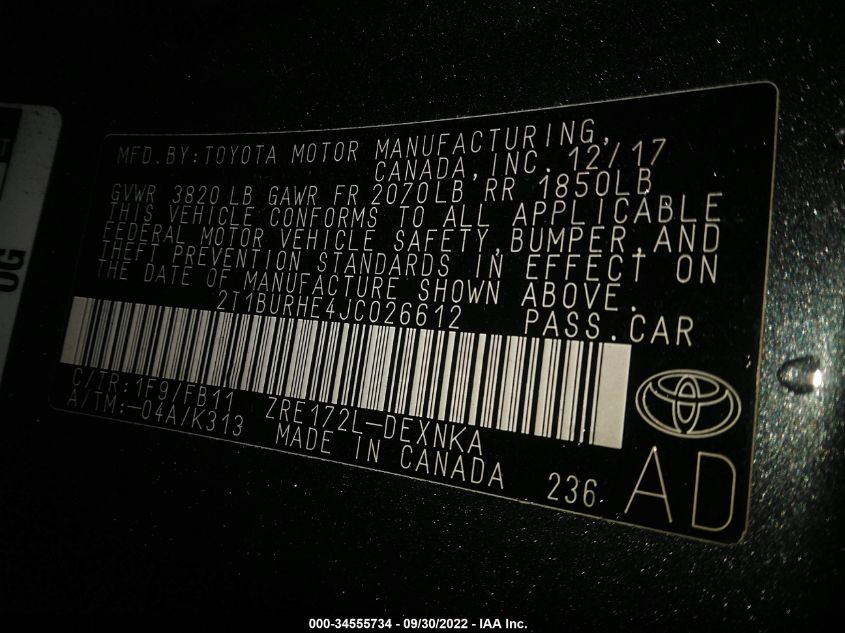 MFD. BY: TOYOTA MOTOR MANUFACTURING,
CANADA, INC. 12/17
GVWR 3820 LB GAWR FR 2070LB RR 1850LB
THIS VEHICLE CONFORMS TO ALL APPLICABLE
FEDERAL MOTOR VEHICLE SAFETY, BUMPER, AND
THEFT PREVENTION STANDARDS IN EFFECT ON
THE DATE OF MANUFACTURE SHOWN ABOVE.
2T1BURHE4JC026612 PASS. CAR
C/TR: 1F9/FB11 ZRE172L-DEXNKA
A/TM: -04A/K313 MADE IN CANADA
236 AD
OG
000-34555734 - 09/30/2022 - IAA Inc.